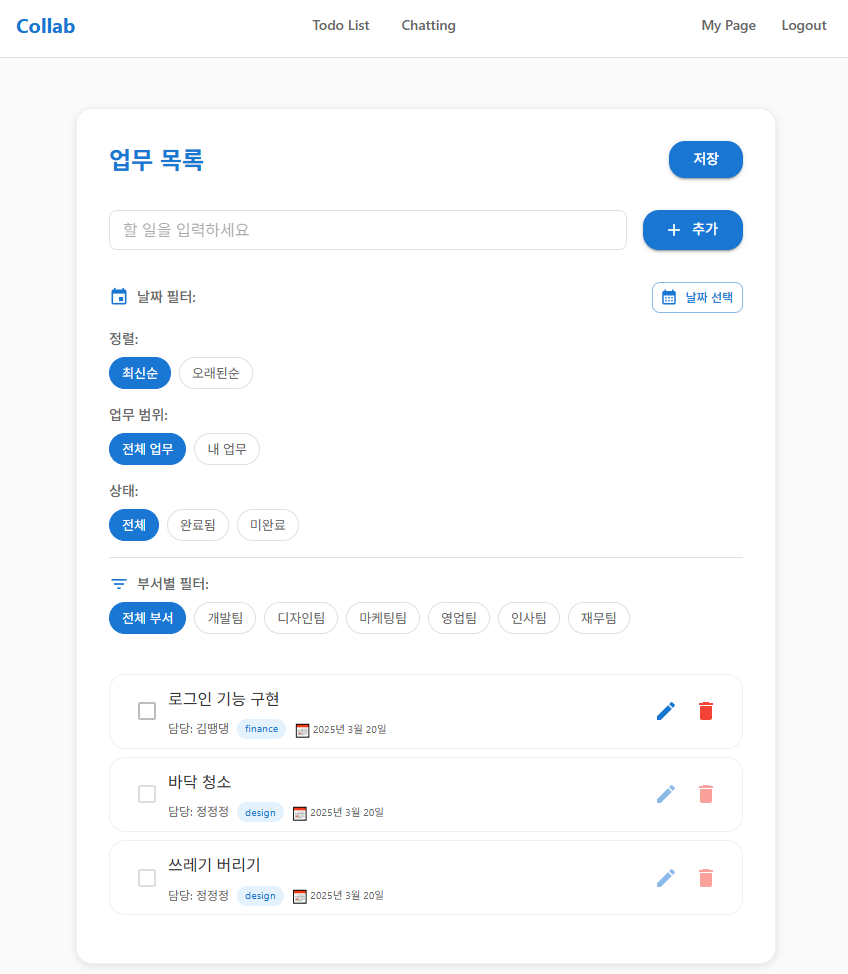 Collab Todo List Chatting My Page Logout
업무 목록 저장
할 일을 입력하세요 + 추가
날짜 필터: 날짜 선택
정렬:
최신순 오래된순
업무 범위:
전체 업무 내 업무
상태:
전체 완료됨 미완료
부서별 필터:
전체 부서 개발팀 디자인팀 마케팅팀 영업팀 인사팀 재무팀
로그인 기능 구현
담당: 김땡댕 finance 2025년 3월 20일
바닥 청소
담당: 정정정 design 2025년 3월 20일
쓰레기 버리기
담당: 정정정 design 2025년 3월 20일